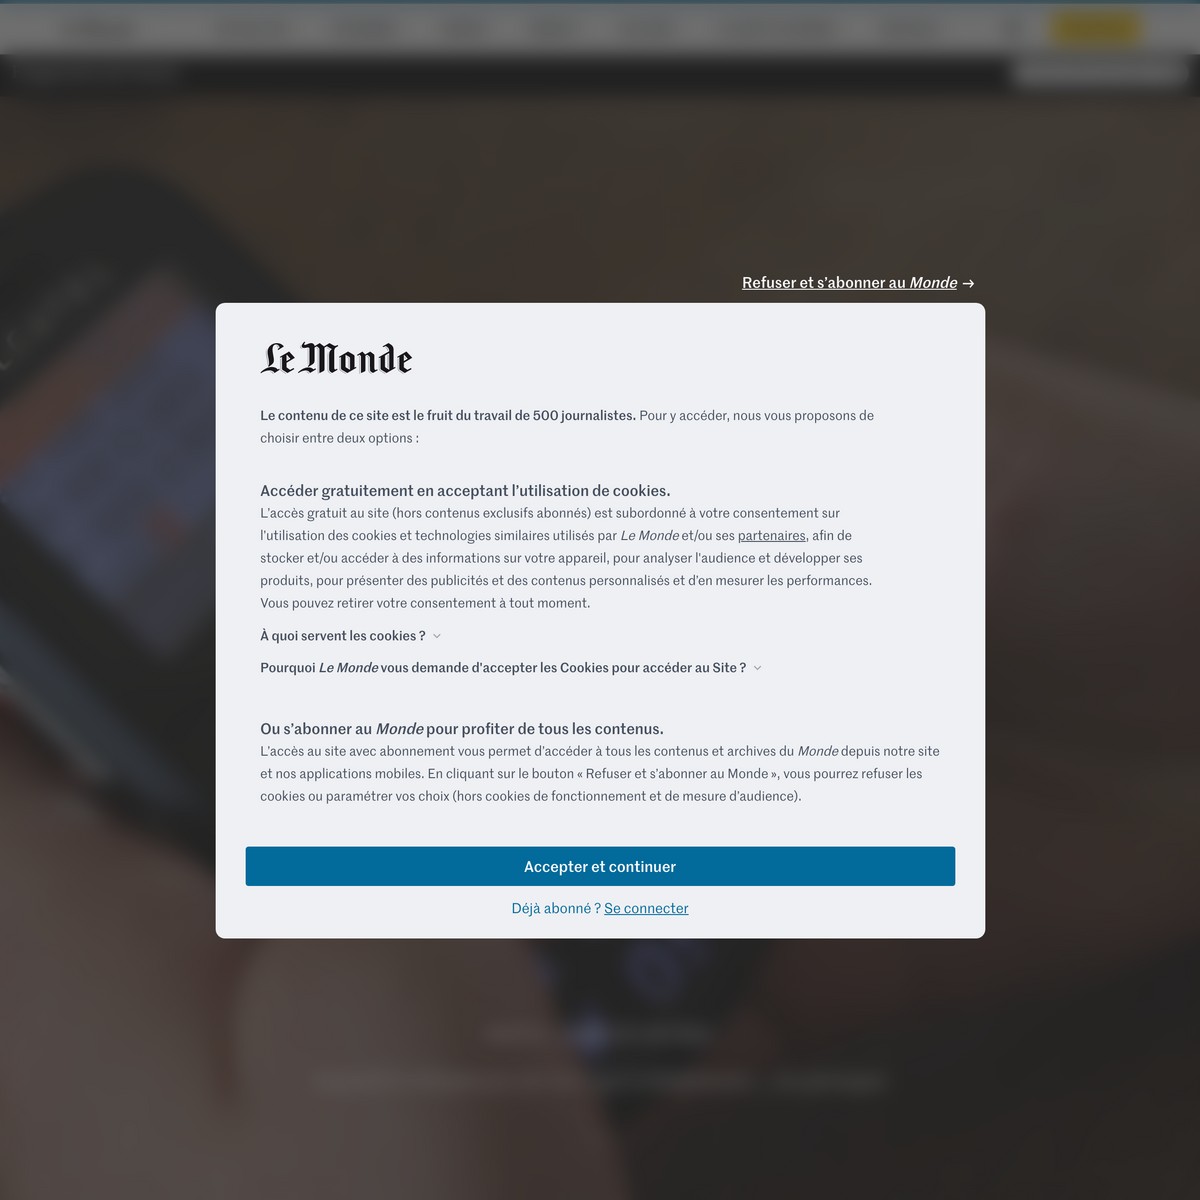 Refuser et s’abonner au Monde →
Le Monde
Le contenu de ce site est le fruit du travail de 500 journalistes. Pour y accéder, nous vous proposons de
choisir entre deux options :
Accéder gratuitement en acceptant l’utilisation de cookies.
L’accès gratuit au site (hors contenus exclusifs abonnés) est subordonné à votre consentement sur
l’utilisation des cookies et technologies similaires utilisés par Le Monde et/ou ses partenaires, afin de
stocker et/ou accéder à des informations sur votre appareil, pour analyser l’audience et développer ses
produits, pour présenter des publicités et des contenus personnalisés et d’en mesurer les performances.
Vous pouvez retirer votre consentement à tout moment.
À quoi servent les cookies ?
Pourquoi Le Monde vous demande d’accepter les Cookies pour accéder au Site ?
Ou s’abonner au Monde pour profiter de tous les contenus.
L’accès au site avec abonnement vous permet d’accéder à tous les contenus et archives du Monde depuis notre site
et nos applications mobiles. En cliquant sur le bouton « Refuser et s’abonner au Monde », vous pourrez refuser les
cookies ou paramétrer vos choix (hors cookies de fonctionnement et de mesure d’audience).
Accepter et continuer
Déjà abonné ? Se connecter